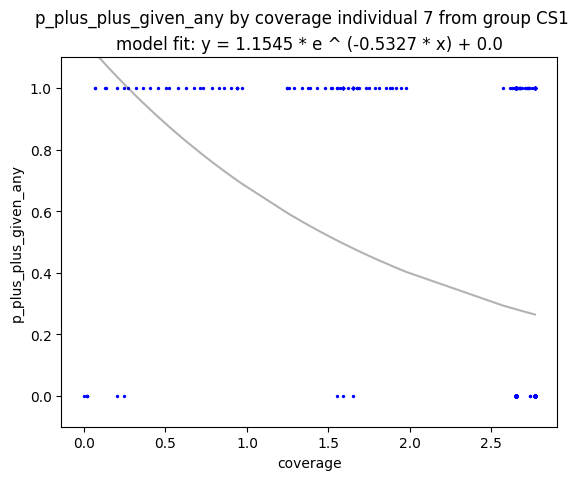 p_plus_plus_given_any by coverage individual 7 from group CS1
model fit: y = 1.1545 * e ^ (-0.5327 * x) + 0.0
1.0
0.8
0.6
0.4
0.2
0.0
p_plus_plus_given_any
0.0 0.5 1.0 1.5 2.0 2.5
coverage